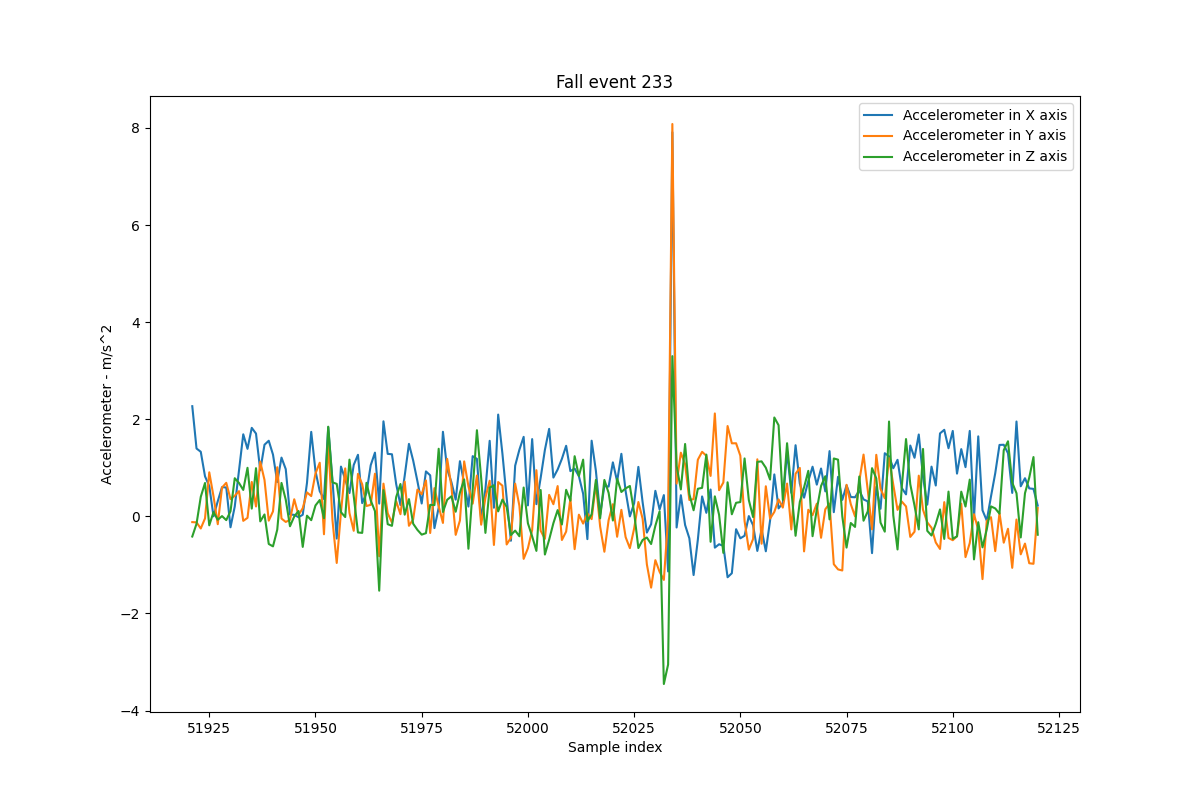 Fall event 233
Accelerometer in X axis
Accelerometer in Y axis
Accelerometer in Z axis
Accelerometer - m/s^2
8
6
4
2
0
−2
−4
51925 51950 51975 52000 52025 52050 52075 52100 52125
Sample index